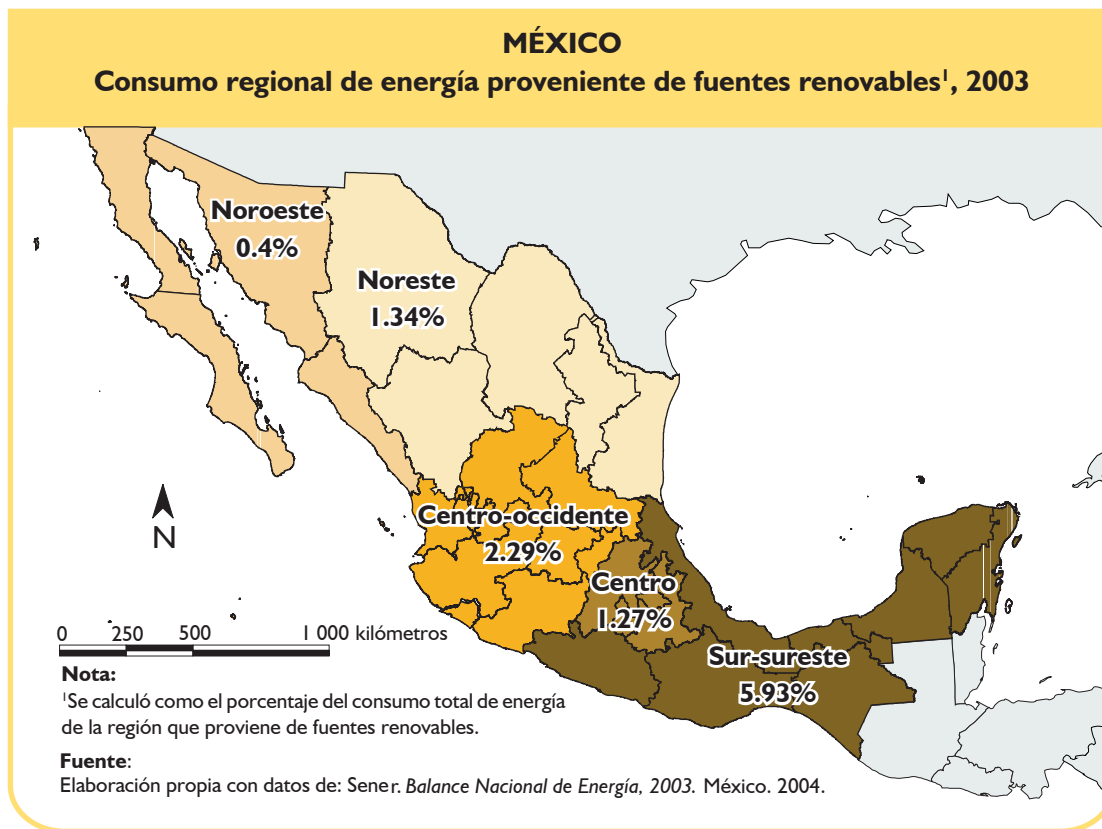 MÉXICO
Consumo regional de energía proveniente de fuentes renovables¹, 2003
Noroeste
0.4%
Noreste
1.34%
Centro-occidente
2.29%
Centro
1.27%
Sur-sureste
5.93%
N
0 250 500 1 000 kilómetros
Nota:
¹Se calculó como el porcentaje del consumo total de energía
de la región que proviene de fuentes renovables.
Fuente:
Elaboración propia con datos de: Sener. Balance Nacional de Energía, 2003. México. 2004.